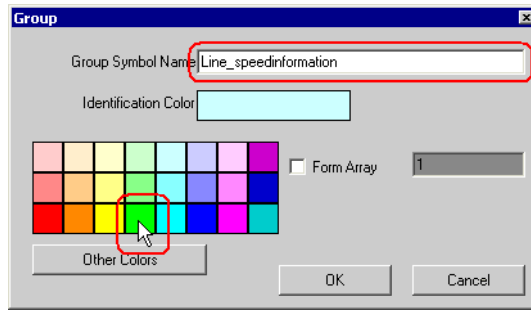 Group
Group Symbol Name Line_speedinformation
Identification Color
Form Array 1
Other Colors
OK Cancel